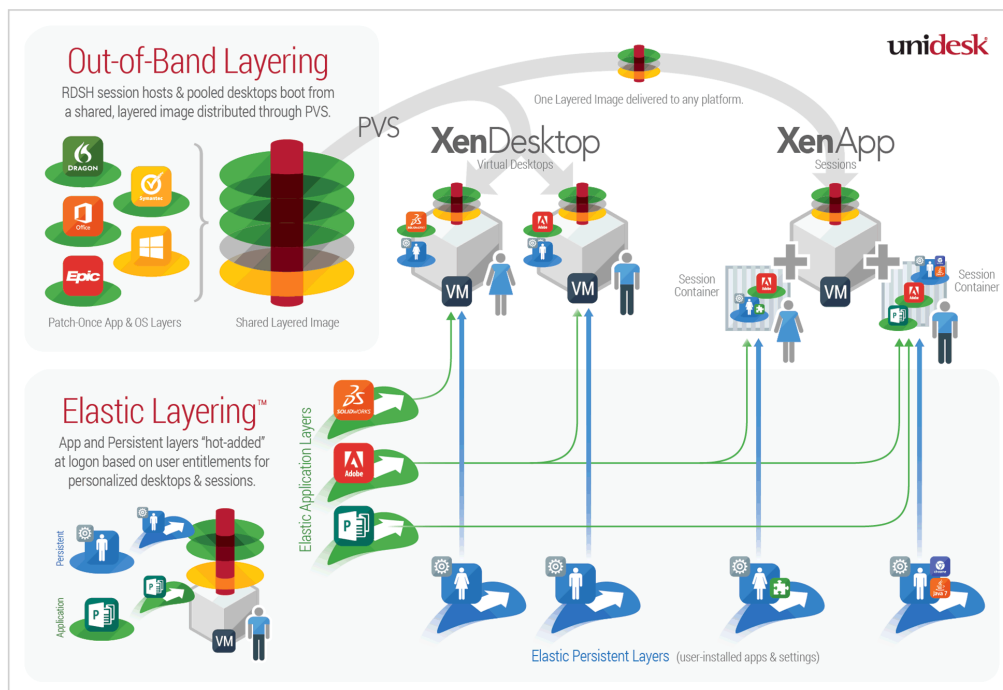 unidesk
Out-of-Band Layering
RDSH session hosts & pooled desktops boot from
a shared, layered image distributed through PVS.
DRAGON
Symantec
Office
Epic
Patch-Once App & OS Layers
Shared Layered Image
One Layered Image delivered to any platform.
PVS
XenDesktop
Virtual Desktops
XenApp
Sessions
VM
VM
VM
Session
Container
Adobe
Session
Container
Adobe
P
Elastic Layering™
App and Persistent layers “hot-added”
at logon based on user entitlements for
personalized desktops & sessions.
Persistent
Application
P
P
VM
Elastic Application Layers
SOLIDWORKS
Adobe
P
JAVA 7
Elastic Persistent Layers (user-installed apps & settings)